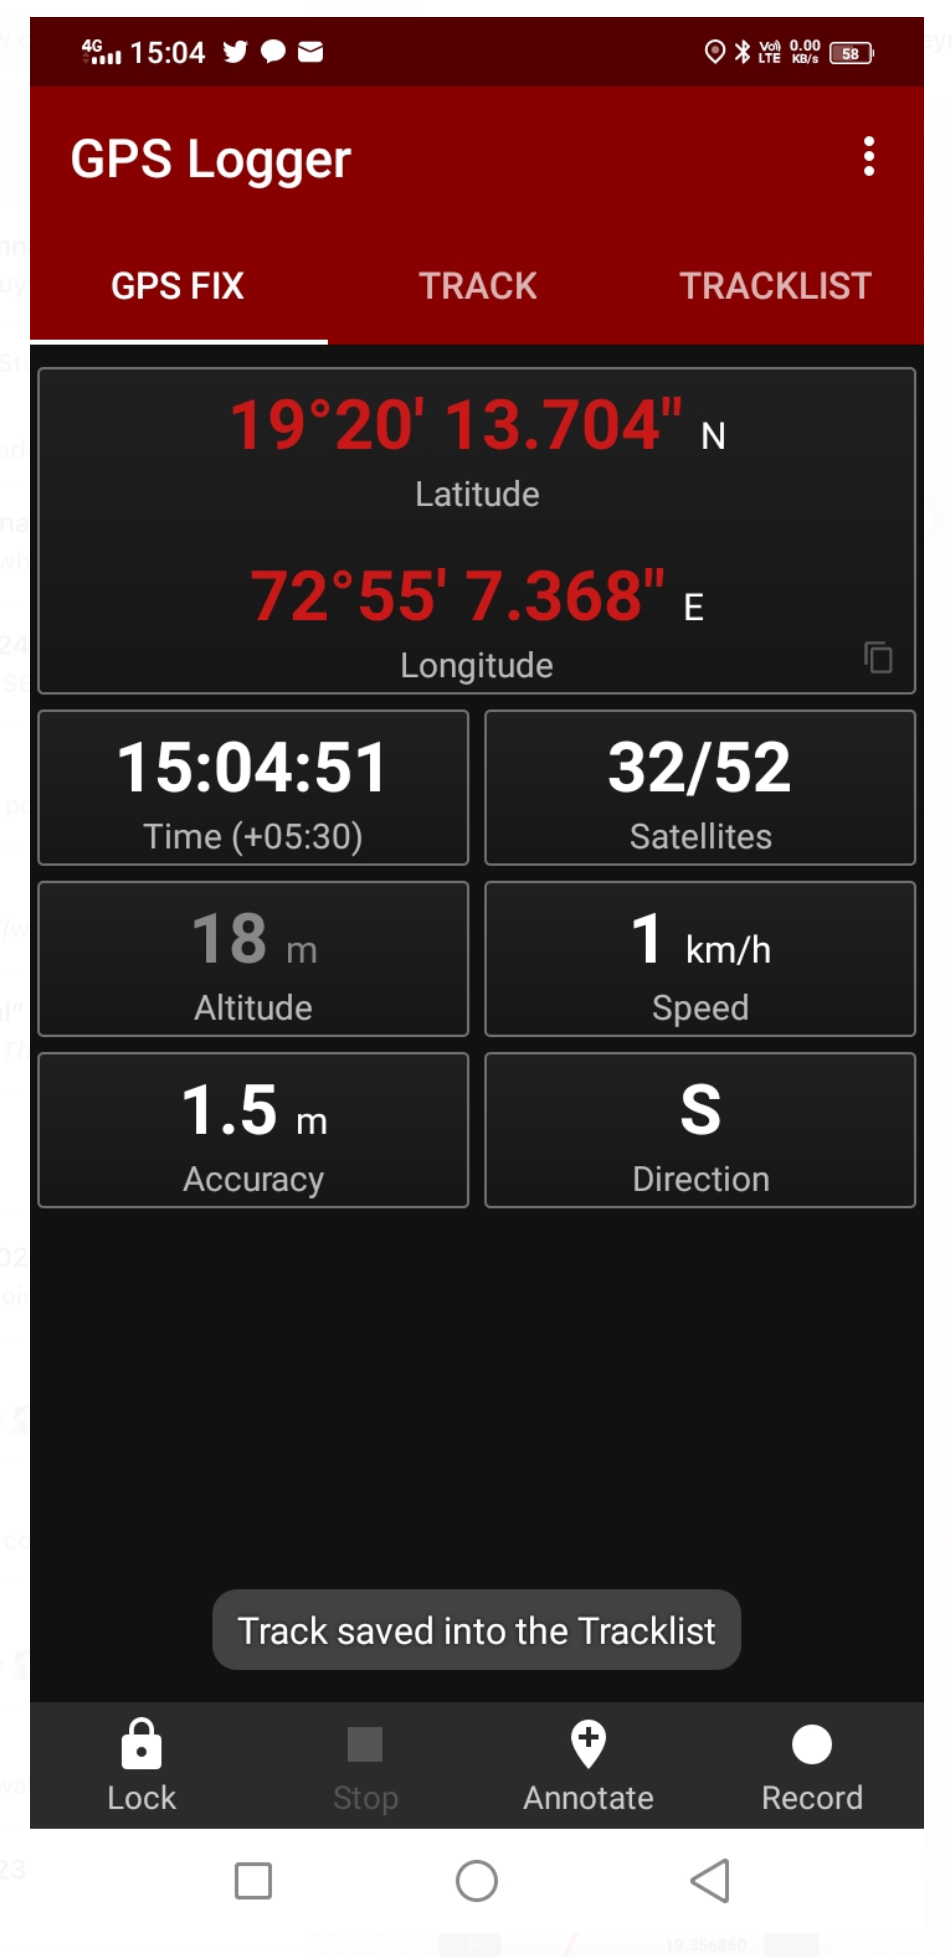 4G 15:04 Vo)) LTE 0.00 KB/s 58
GPS Logger
GPS FIX TRACK TRACKLIST
19°20' 13.704" N
Latitude
72°55' 7.368" E
Longitude
15:04:51 32/52
Time (+05:30) Satellites
18 m 1 km/h
Altitude Speed
1.5 m S
Accuracy Direction
Track saved into the Tracklist
Lock Stop Annotate Record
19.356860